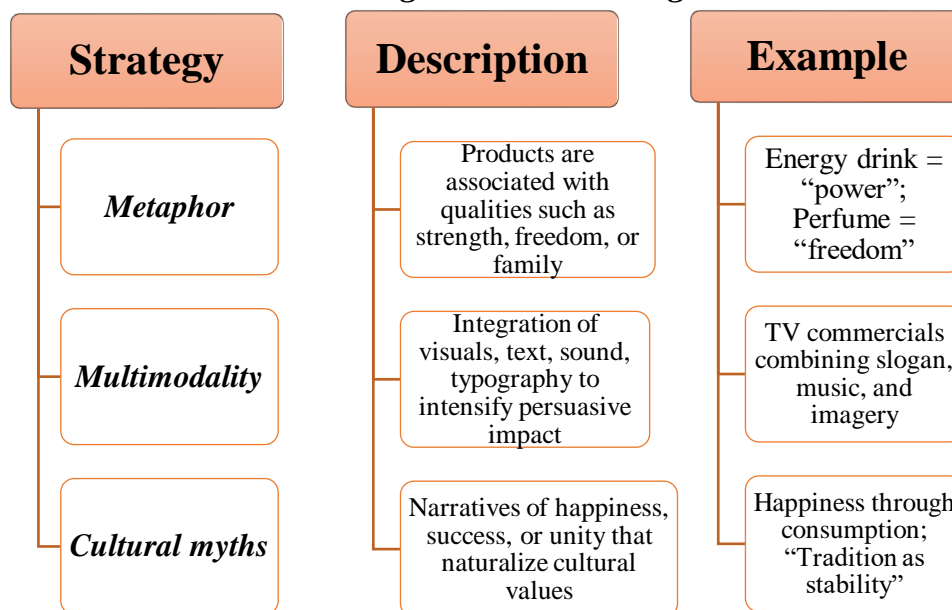 Strategy
Metaphor
Multimodality
Cultural myths
Description
Products are
associated with
qualities such as
strength, freedom, or
family
Integration of
visuals, text, sound,
typography to
intensify persuasive
impact
Narratives of happiness,
success, or unity that
naturalize cultural
values
Example
Energy drink =
“power”;
Perfume =
“freedom”
TV commercials
combining slogan,
music, and
imagery
Happiness through
consumption;
“Tradition as
stability”